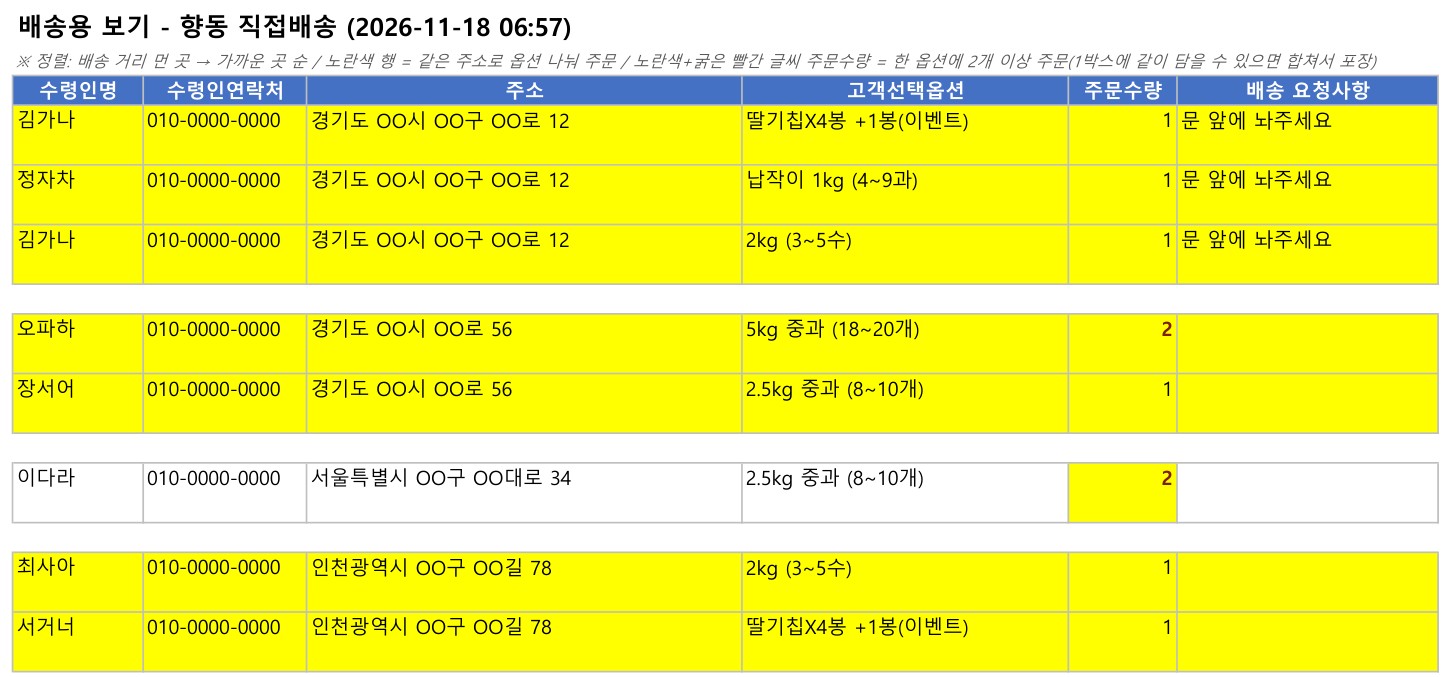 배송용 보기 - 향동 직접배송 (2026-11-18 06:57)
※ 정렬: 배송 거리 먼 곳 → 가까운 곳 순 / 노란색 행 = 같은 주소로 옵션 나눠 주문 / 노란색+굵은 빨간 글씨 주문수량 = 한 옵션에 2개 이상 주문(1박스에 같이 담을 수 있으면 합쳐서 포장)
수령인명 수령인연락처 주소 고객선택옵션 주문수량 배송 요청사항
김가나 010-0000-0000 경기도 OO시 OO구 OO로 12 딸기칩X4봉 +1봉(이벤트) 1 문 앞에 놔주세요
정자차 010-0000-0000 경기도 OO시 OO구 OO로 12 납작이 1kg (4~9과) 1 문 앞에 놔주세요
김가나 010-0000-0000 경기도 OO시 OO구 OO로 12 2kg (3~5수) 1 문 앞에 놔주세요
오파하 010-0000-0000 경기도 OO시 OO로 56 5kg 중과 (18~20개) 2
장서어 010-0000-0000 경기도 OO시 OO로 56 2.5kg 중과 (8~10개) 1
이다라 010-0000-0000 서울특별시 OO구 OO대로 34 2.5kg 중과 (8~10개) 2
최사아 010-0000-0000 인천광역시 OO구 OO길 78 2kg (3~5수) 1
서거너 010-0000-0000 인천광역시 OO구 OO길 78 딸기칩X4봉 +1봉(이벤트) 1